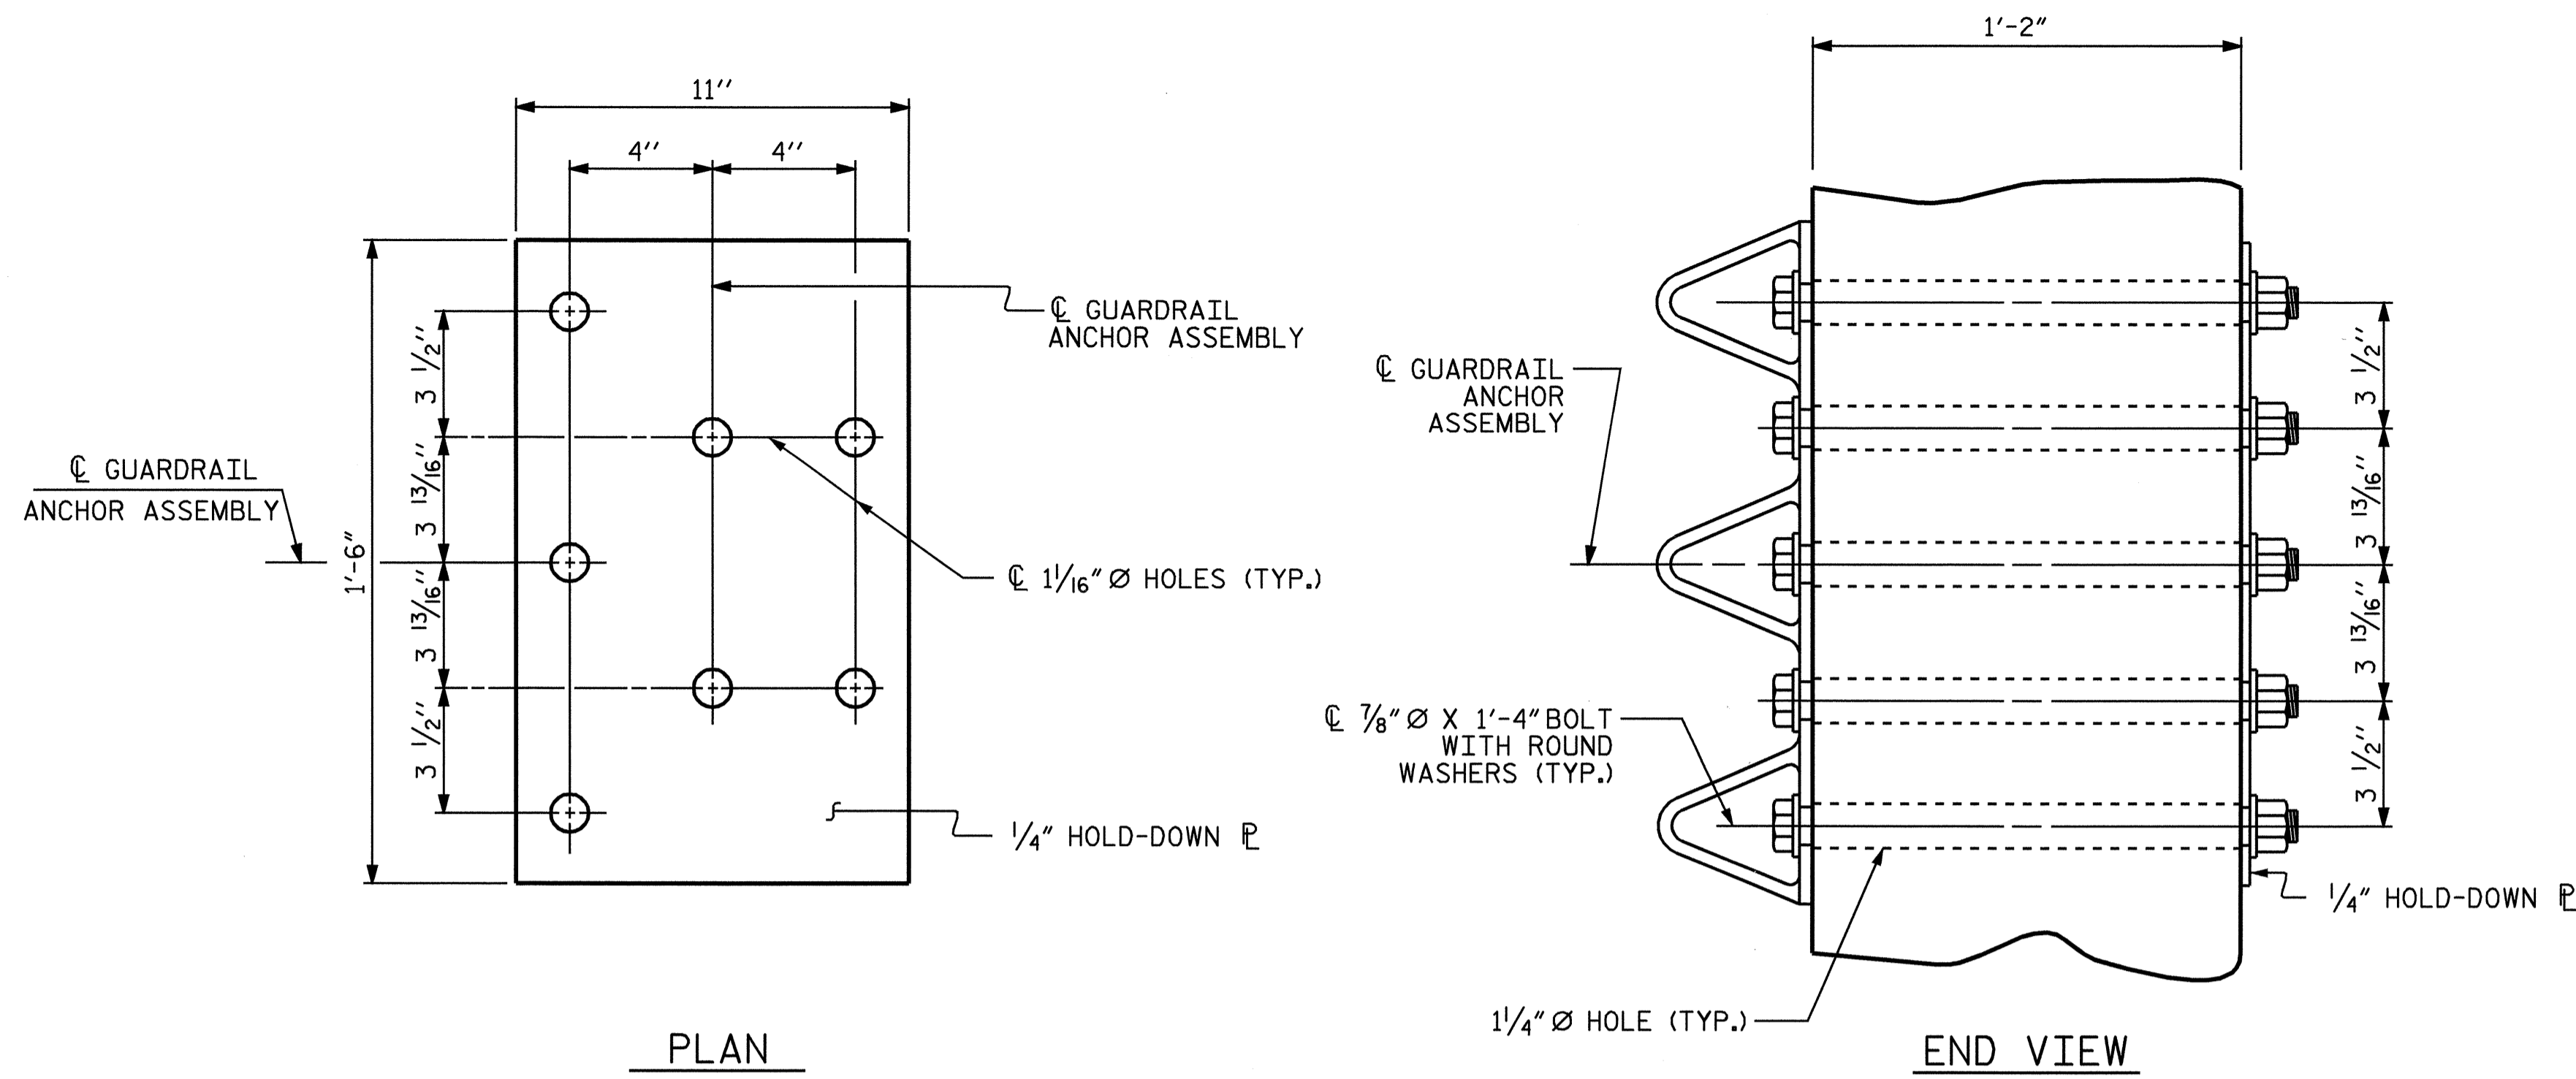 11"
4" 4"
℄ GUARDRAIL
ANCHOR ASSEMBLY
3 1/2"
3 13/16"
3 13/16"
3 1/2"
1'-6"
℄ GUARDRAIL
ANCHOR ASSEMBLY
℄ 1 1/16" Ø HOLES (TYP.)
1/4" HOLD-DOWN ⅊
PLAN
1'-2"
℄ GUARDRAIL
ANCHOR
ASSEMBLY
3 1/2"
3 13/16"
3 13/16"
3 1/2"
℄ 7/8" Ø X 1'-4" BOLT
WITH ROUND
WASHERS (TYP.)
1/4" HOLD-DOWN ⅊
1 1/4" Ø HOLE (TYP.)
END VIEW